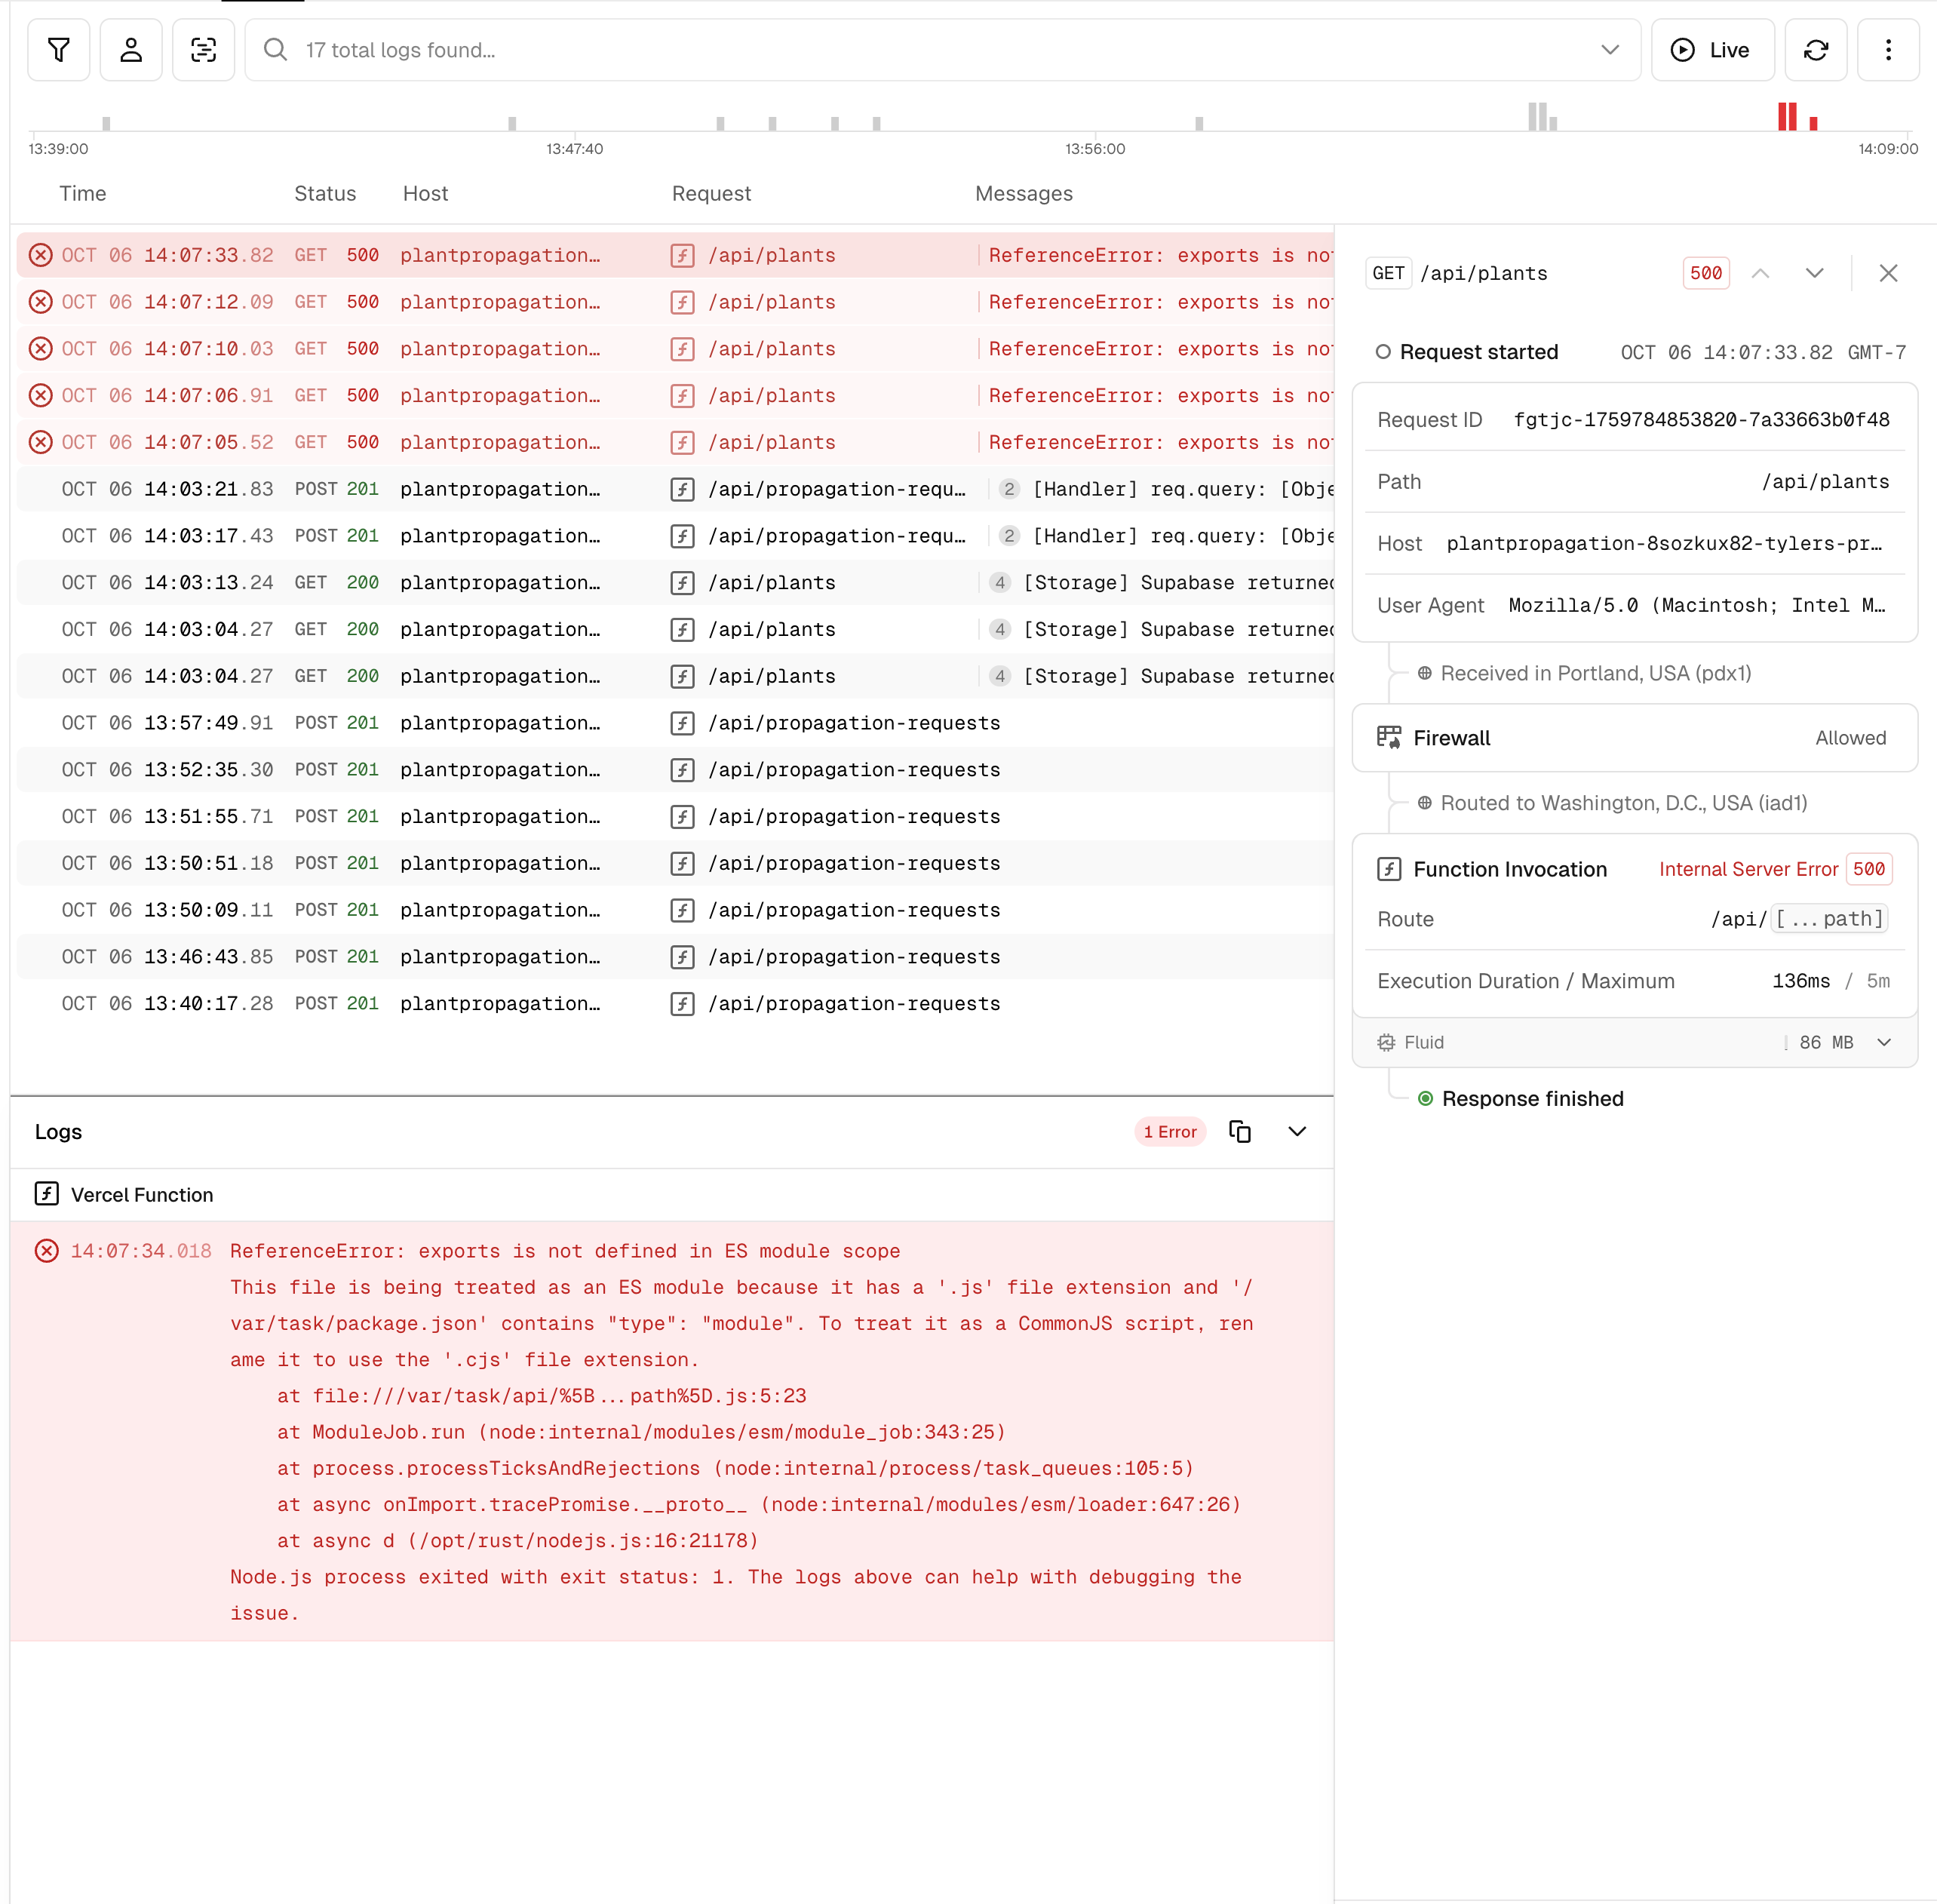 17 total logs found...
Live
13:39:00 13:47:40 13:56:00 14:09:00
Time Status Host Request Messages
OCT 06 14:07:33.82 GET 500 plantpropagation... /api/plants ReferenceError: exports is not
OCT 06 14:07:12.09 GET 500 plantpropagation... /api/plants ReferenceError: exports is no
OCT 06 14:07:10.03 GET 500 plantpropagation... /api/plants ReferenceError: exports is no
OCT 06 14:07:06.91 GET 500 plantpropagation... /api/plants ReferenceError: exports is no
OCT 06 14:07:05.52 GET 500 plantpropagation... /api/plants ReferenceError: exports is no
OCT 06 14:03:21.83 POST 201 plantpropagation... /api/propagation-requ... 2 [Handler] req.query: [Obje
OCT 06 14:03:17.43 POST 201 plantpropagation... /api/propagation-requ... 2 [Handler] req.query: [Obje
OCT 06 14:03:13.24 GET 200 plantpropagation... /api/plants 4 [Storage] Supabase returned
OCT 06 14:03:04.27 GET 200 plantpropagation... /api/plants 4 [Storage] Supabase returned
OCT 06 14:03:04.27 GET 200 plantpropagation... /api/plants 4 [Storage] Supabase returned
OCT 06 13:57:49.91 POST 201 plantpropagation... /api/propagation-requests
OCT 06 13:52:35.30 POST 201 plantpropagation... /api/propagation-requests
OCT 06 13:51:55.71 POST 201 plantpropagation... /api/propagation-requests
OCT 06 13:50:51.18 POST 201 plantpropagation... /api/propagation-requests
OCT 06 13:50:09.11 POST 201 plantpropagation... /api/propagation-requests
OCT 06 13:46:43.85 POST 201 plantpropagation... /api/propagation-requests
OCT 06 13:40:17.28 POST 201 plantpropagation... /api/propagation-requests
Logs 1 Error
Vercel Function
14:07:34.018 ReferenceError: exports is not defined in ES module scope
This file is being treated as an ES module because it has a '.js' file extension and '/
var/task/package.json' contains "type": "module". To treat it as a CommonJS script, ren
ame it to use the '.cjs' file extension.
at file:///var/task/api/%5B...path%5D.js:5:23
at ModuleJob.run (node:internal/modules/esm/module_job:343:25)
at process.processTicksAndRejections (node:internal/process/task_queues:105:5)
at async onImport.tracePromise.__proto__ (node:internal/modules/esm/loader:647:26)
at async d (/opt/rust/nodejs.js:16:21178)
Node.js process exited with exit status: 1. The logs above can help with debugging the
issue.
GET /api/plants 500
Request started OCT 06 14:07:33.82 GMT-7
Request ID fgtjc-1759784853820-7a33663b0f48
Path /api/plants
Host plantpropagation-8sozkux82-tylers-pr...
User Agent Mozilla/5.0 (Macintosh; Intel M...
Received in Portland, USA (pdx1)
Firewall Allowed
Routed to Washington, D.C., USA (iad1)
Function Invocation Internal Server Error 500
Route /api/[...path]
Execution Duration / Maximum 136ms / 5m
Fluid 86 MB
Response finished